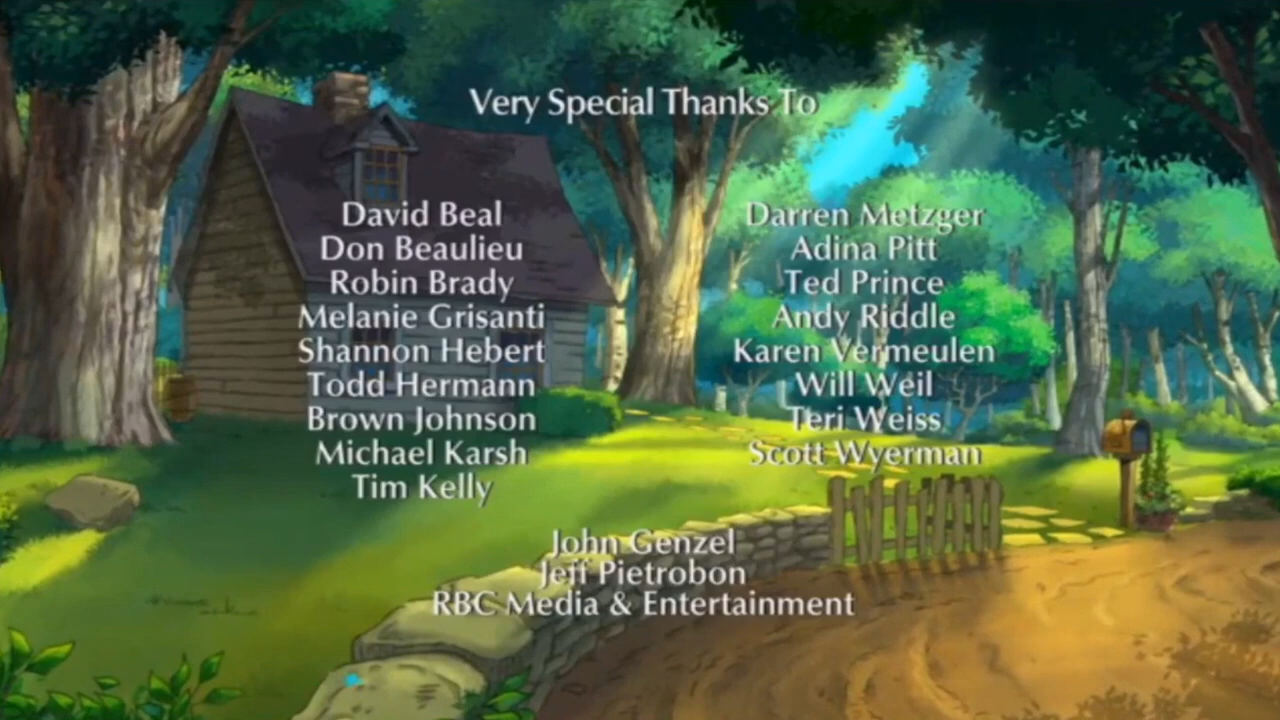 Very Special Thanks To
David Beal
Don Beaulieu
Robin Brady
Melanie Grisanti
Shannon Hebert
Todd Hermann
Brown Johnson
Michael Karsh
Tim Kelly
Darren Metzger
Adina Pitt
Ted Prince
Andy Riddle
Karen Vermeulen
Will Weil
Teri Weiss
Scott Wyerman
John Genzel
Jeff Pietrobon
RBC Media & Entertainment